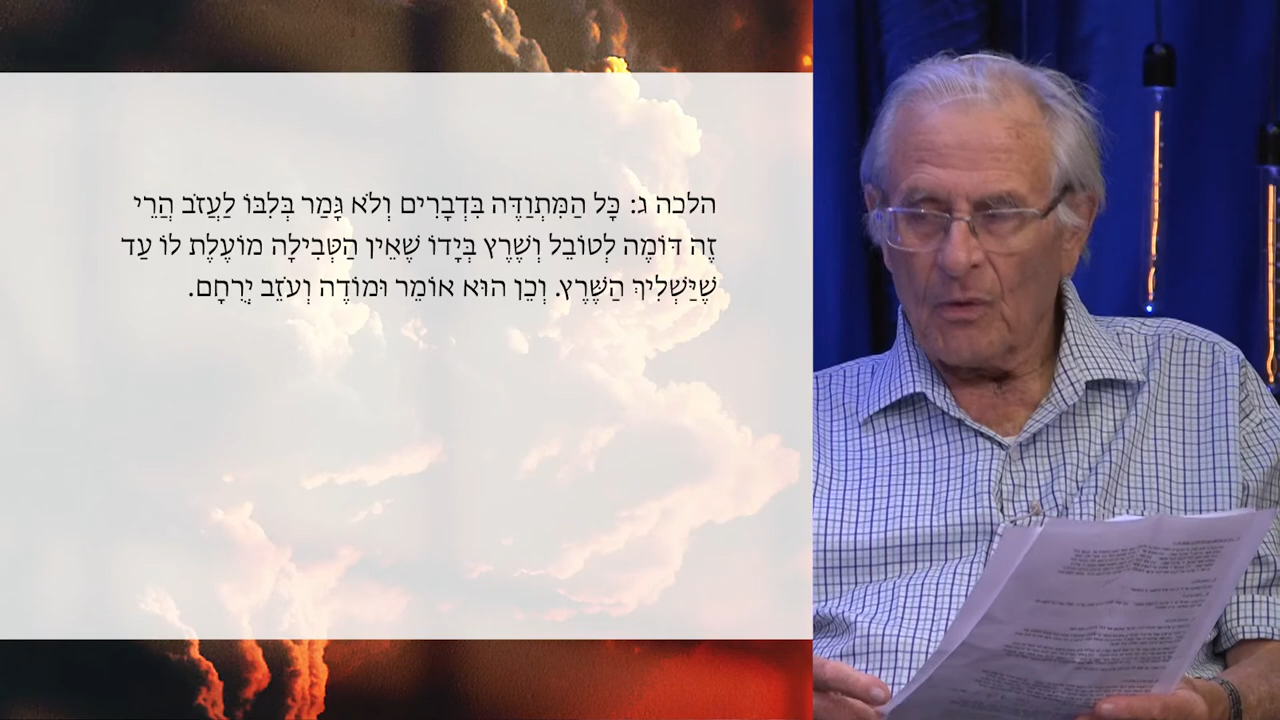 הלכה ג: כָּל הַמִּתְוַדֶּה בִּדְבָרִים וְלֹא גָּמַר בְּלִבּוֹ לַעֲזֹב הֲרֵי
זֶה דּוֹמֶה לְטוֹבֵל וְשֶׁרֶץ בְּיָדוֹ שֶׁאֵין הַטְּבִילָה מוֹעֶלֶת לוֹ עַד
שֶׁיַּשְׁלִיךְ הַשֶּׁרֶץ. וְכֵן הוּא אוֹמֵר וּמוֹדֶה וְעֹזֵב יְרֻחָם.